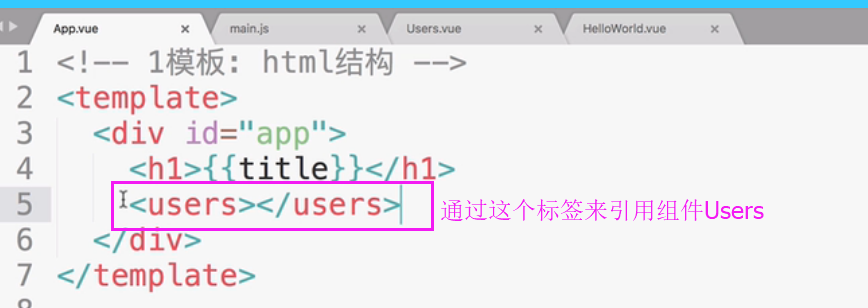 App.vue × main.js × Users.vue × HelloWorld.vue ×
1 <!-- 1模板: html结构 -->
2 <template>
3 <div id="app">
4 <h1>{{title}}</h1>
5 <users></users> 通过这个标签来引用组件Users
6 </div>
7 </template>